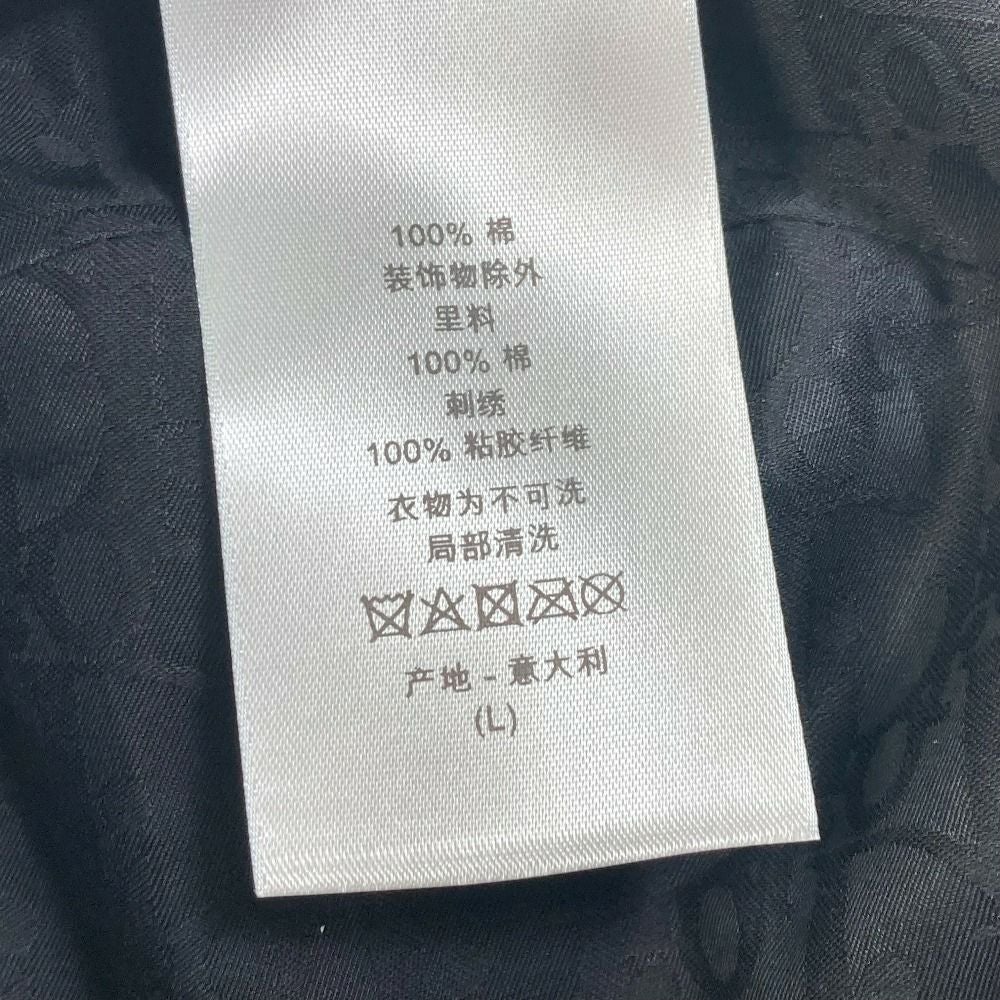 100% 棉
装饰物除外
里料
100% 棉
刺绣
100% 粘胶纤维
衣物为不可洗
局部清洗
产地 - 意大利
(L)